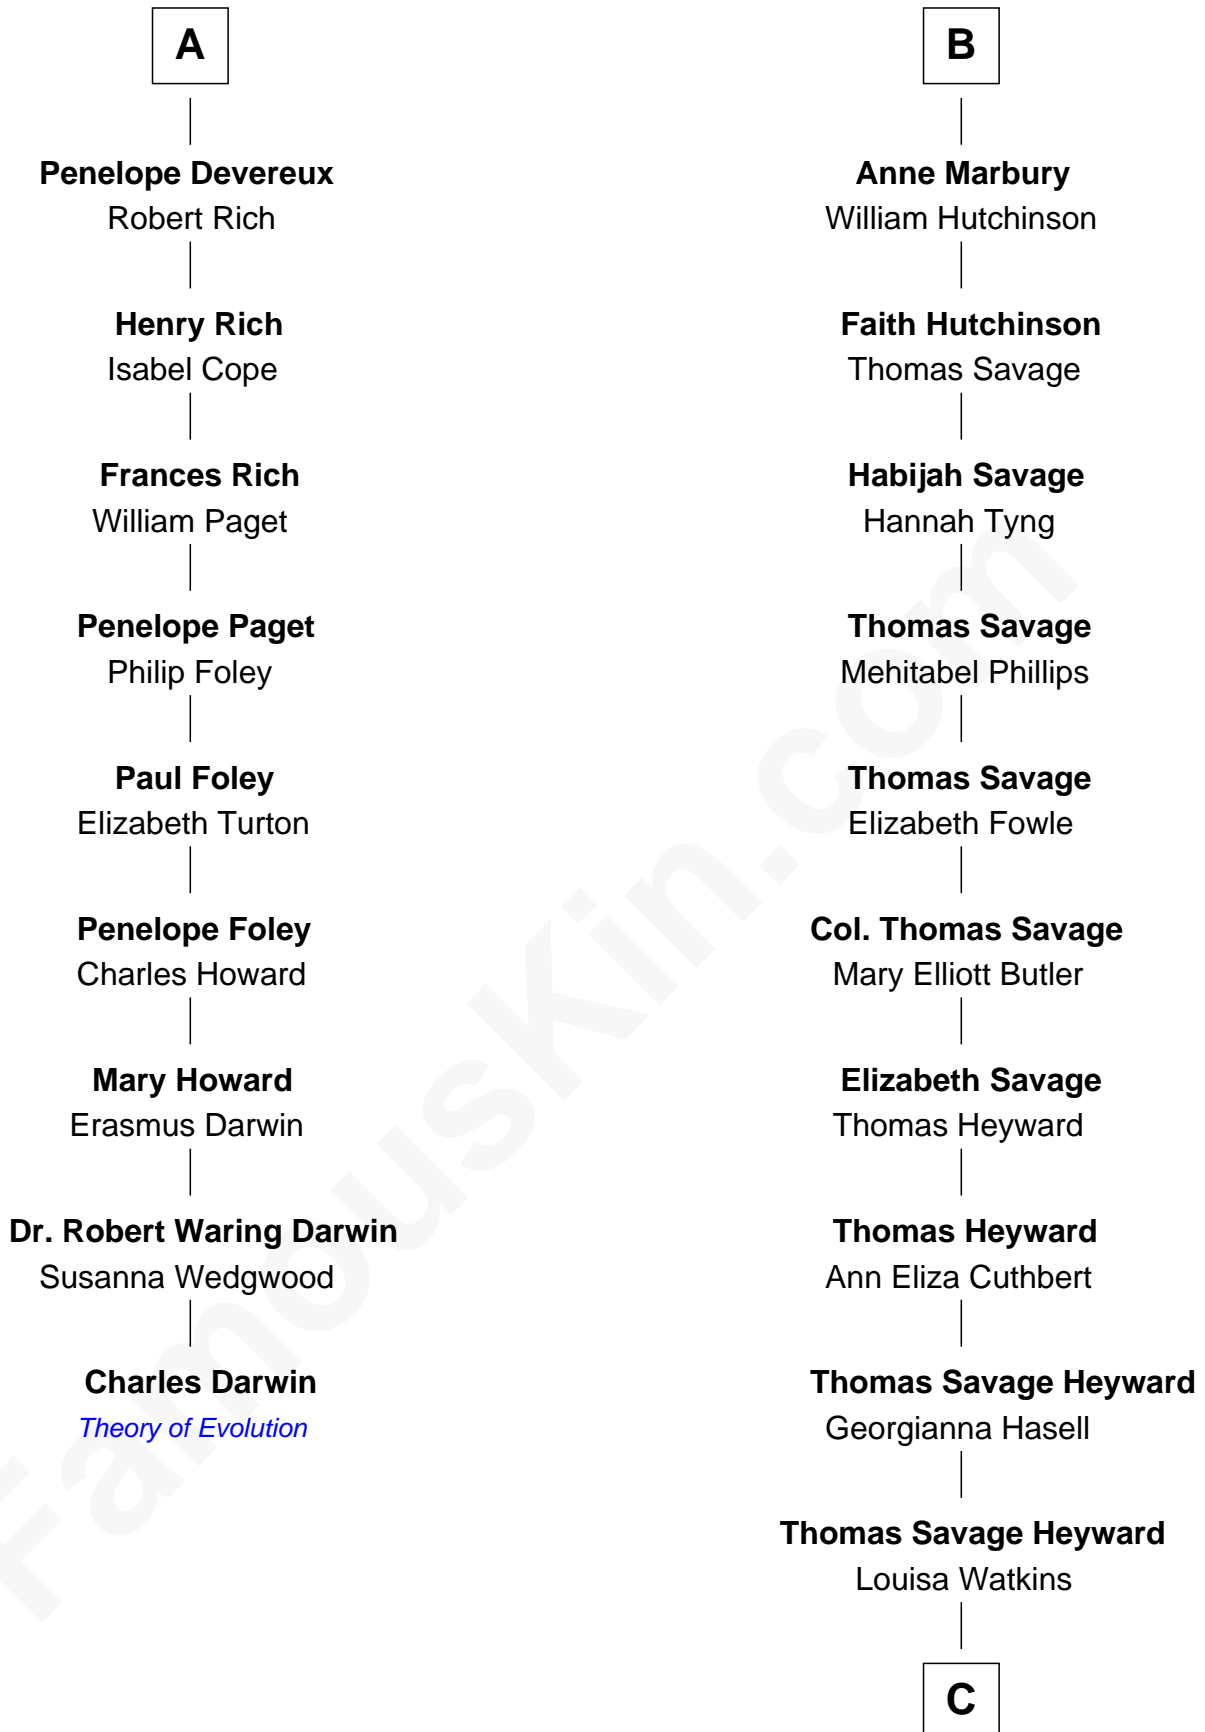 A
Penelope Devereux
Robert Rich
Henry Rich
Isabel Cope
Frances Rich
William Paget
Penelope Paget
Philip Foley
Paul Foley
Elizabeth Turton
Penelope Foley
Charles Howard
Mary Howard
Erasmus Darwin
Dr. Robert Waring Darwin
Susanna Wedgwood
Charles Darwin
Theory of Evolution
B
Anne Marbury
William Hutchinson
Faith Hutchinson
Thomas Savage
Habijah Savage
Hannah Tyng
Thomas Savage
Mehitabel Phillips
Thomas Savage
Elizabeth Fowle
Col. Thomas Savage
Mary Elliott Butler
Elizabeth Savage
Thomas Heyward
Thomas Heyward
Ann Eliza Cuthbert
Thomas Savage Heyward
Georgianna Hasell
Thomas Savage Heyward
Louisa Watkins
C
FamousKin.com